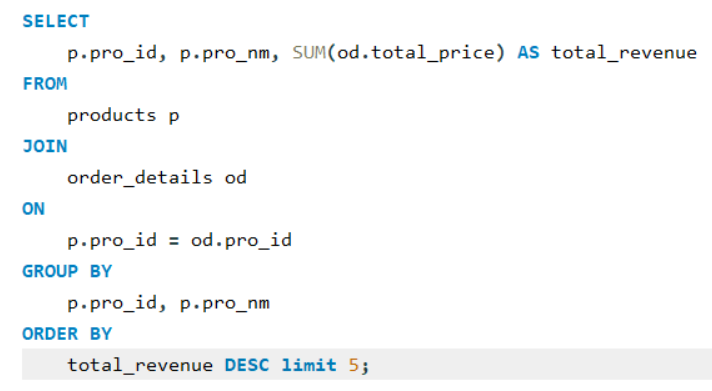 SELECT
p.pro_id, p.pro_nm, SUM(od.total_price) AS total_revenue
FROM
products p
JOIN
order_details od
ON
p.pro_id = od.pro_id
GROUP BY
p.pro_id, p.pro_nm
ORDER BY
total_revenue DESC limit 5;